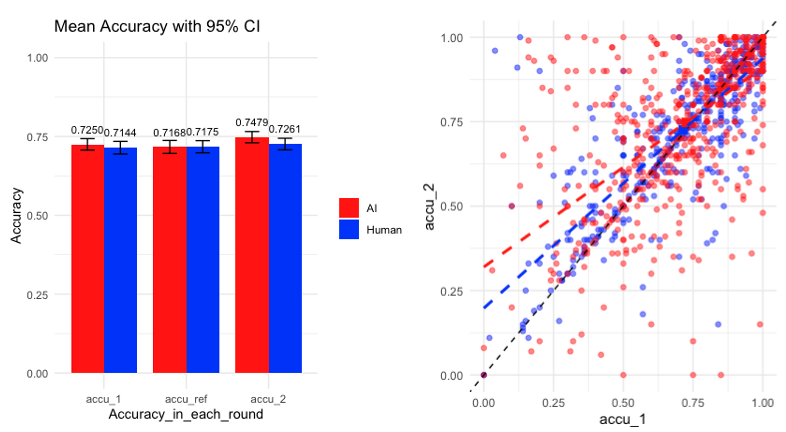 Mean Accuracy with 95% CI
1.00
0.75
0.50
0.25
0.00
Accuracy
0.7250 0.7144 0.7168 0.7175 0.7479 0.7261
accu_1 accu_ref accu_2
Accuracy_in_each_round
AI
Human
1.00
0.75
0.50
0.25
0.00
accu_2
0.00 0.25 0.50 0.75 1.00
accu_1